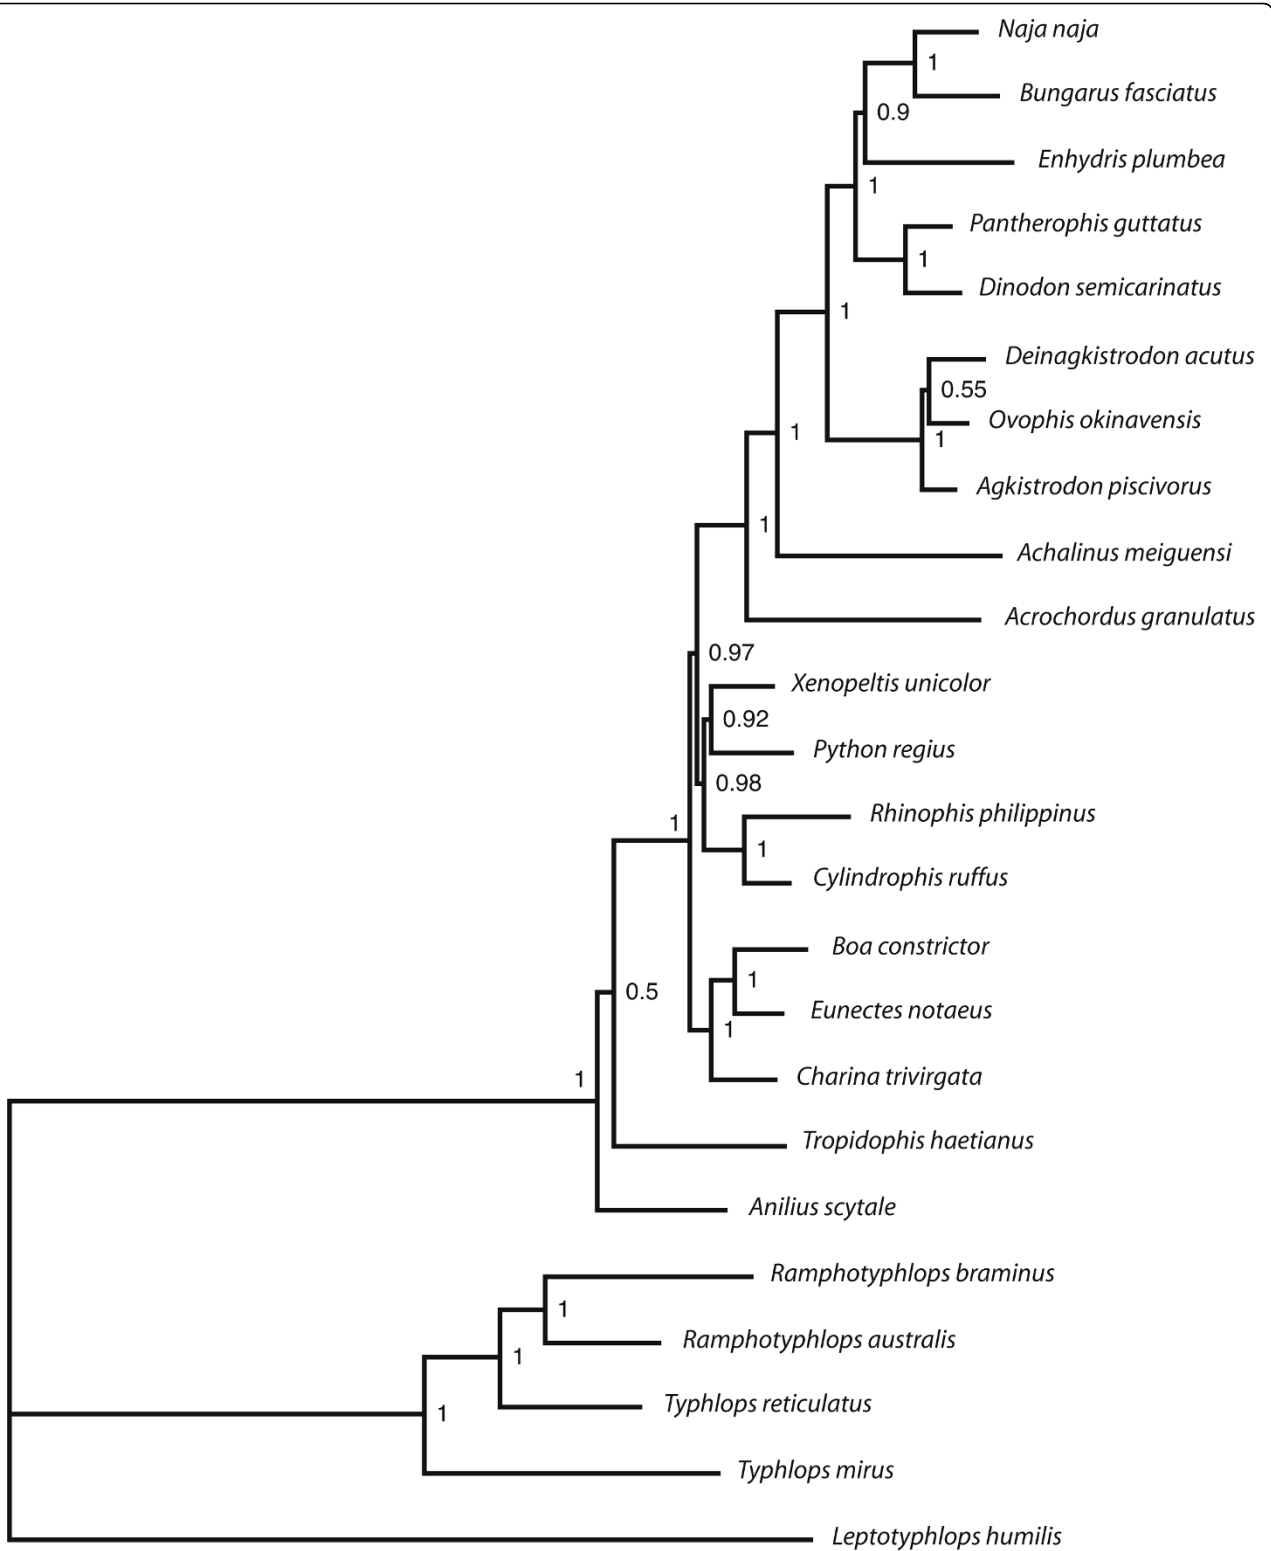 Naja naja
1
Bungarus fasciatus
0.9
Enhydris plumbea
1
Pantherophis guttatus
1
Dinodon semicarinatus
1
Deinagkistrodon acutus
0.55
Ovophis okinavensis
1
1
Agkistrodon piscivorus
1
Achalinus meiguensi
Acrochordus granulatus
0.97
Xenopeltis unicolor
0.92
Python regius
0.98
Rhinophis philippinus
1
1
Cylindrophis ruffus
Boa constrictor
1
0.5
Eunectes notaeus
1
Charina trivirgata
1
Tropidophis haetianus
Anilius scytale
Ramphotyphlops braminus
1
Ramphotyphlops australis
1
Typhlops reticulatus
1
Typhlops mirus
Leptotyphlops humilis